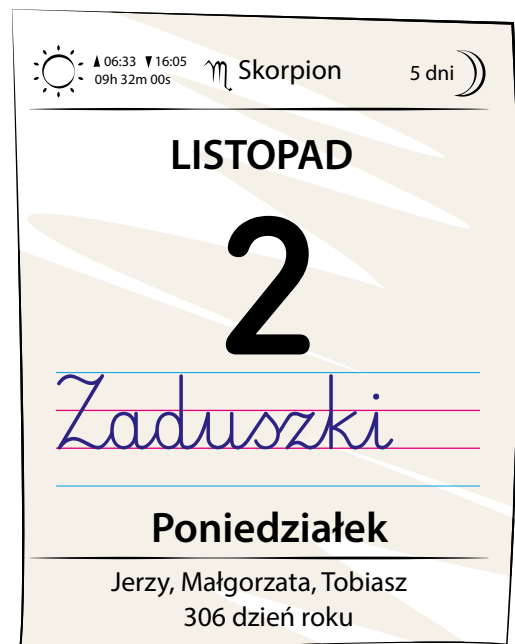 ▲ 06:33 ▼ 16:05
09h 32m 00s
♏ Skorpion
5 dni
LISTOPAD
2
Zaduszki
Poniedziałek
Jerzy, Małgorzata, Tobiasz
306 dzień roku